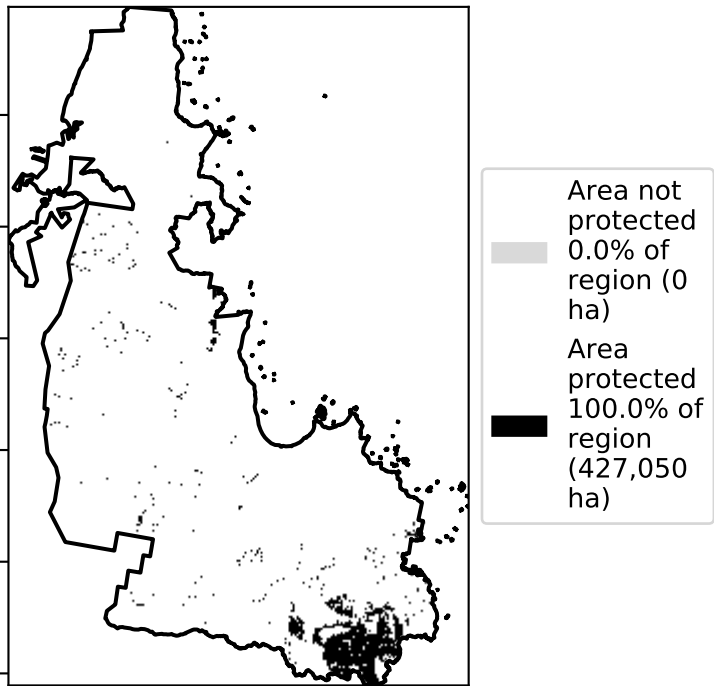 Area not
protected
0.0% of
region (0
ha)
Area
protected
100.0% of
region
(427,050
ha)